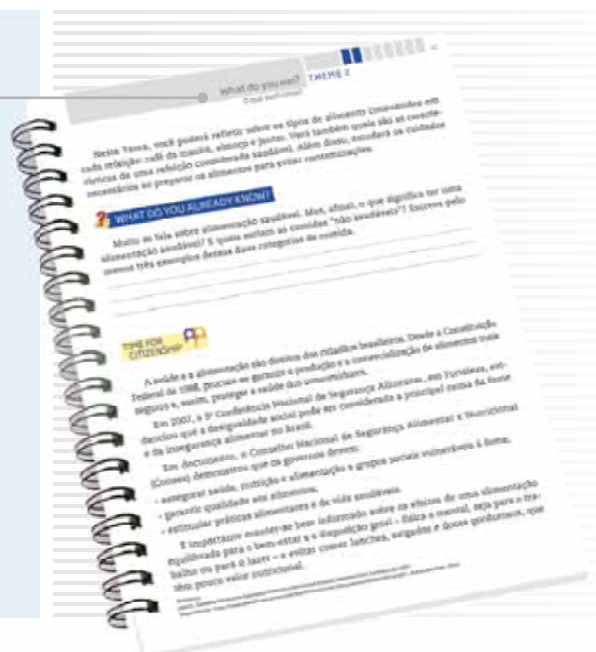 What do you eat? THEME 2
O que você come?
Neste Tema, você poderá refletir sobre os tipos de alimento consumidos em
cada refeição: café da manhã, almoço e jantar. Verá também quais são as caracte-
rísticas de uma refeição considerada saudável. Além disso, estudará os cuidados
necessários ao preparar os alimentos para evitar contaminações.
? WHAT DO YOU ALREADY KNOW?
Muito se fala sobre alimentação saudável. Mas, afinal, o que significa ter uma
alimentação saudável? E quais seriam as comidas “não saudáveis”? Escreva pelo
menos três exemplos dessas duas categorias de comida.
TIME FOR
CITIZENSHIP
A saúde e a alimentação são direitos dos cidadãos brasileiros. Desde a Constituição
Federal de 1988, procura-se garantir a produção e a comercialização de alimentos mais
seguros e, assim, proteger a saúde dos consumidores.
Em 2007, a 3ª Conferência Nacional de Segurança Alimentar, em Fortaleza, evi-
denciou que a desigualdade social pode ser considerada a principal causa da fome
e da insegurança alimentar no Brasil.
Em documento, o Conselho Nacional de Segurança Alimentar e Nutricional
(Consea) demonstrou que os governos devem:
• assegurar saúde, nutrição e alimentação a grupos sociais vulneráveis à fome;
• garantir qualidade aos alimentos;
• estimular práticas alimentares e de vida saudáveis.
É importante manter-se bem informado sobre os efeitos de uma alimentação
equilibrada para o bem-estar e a disposição geral – física e mental, seja para o tra-
balho ou para o lazer – e evitar comer lanches, salgados e doces gordurosos, que
têm pouco valor nutricional.